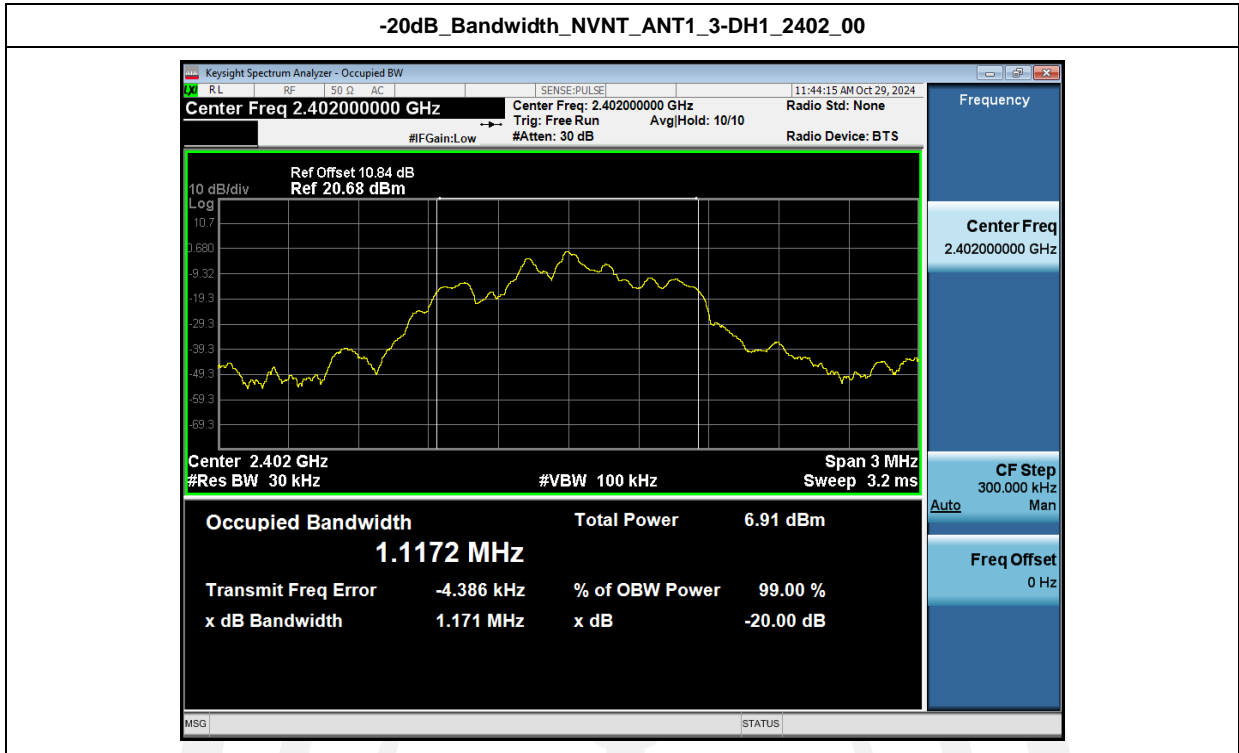 -20dB_Bandwidth_NVNT_ANT1_3-DH1_2402_00
Keysight Spectrum Analyzer - Occupied BW
LXI RL RF 50 Ω AC SENSE:PULSE 11:44:15 AM Oct 29, 2024
Center Freq 2.402000000 GHz
Center Freq: 2.402000000 GHz
Radio Std: None
Trig: Free Run
Avg|Hold: 10/10
#IFGain:Low
#Atten: 30 dB
Radio Device: BTS
Ref Offset 10.84 dB
10 dB/div
Ref 20.68 dBm
Log
10.7
0.680
-9.32
-19.3
-29.3
-39.3
-49.3
-59.3
-69.3
Center 2.402 GHz
Span 3 MHz
#Res BW 30 kHz
#VBW 100 kHz
Sweep 3.2 ms
Occupied Bandwidth
1.1172 MHz
Total Power 6.91 dBm
Transmit Freq Error -4.386 kHz
% of OBW Power 99.00 %
x dB Bandwidth 1.171 MHz
x dB -20.00 dB
Frequency
Center Freq
2.402000000 GHz
CF Step
300.000 kHz
Auto Man
Freq Offset
0 Hz
MSG
STATUS